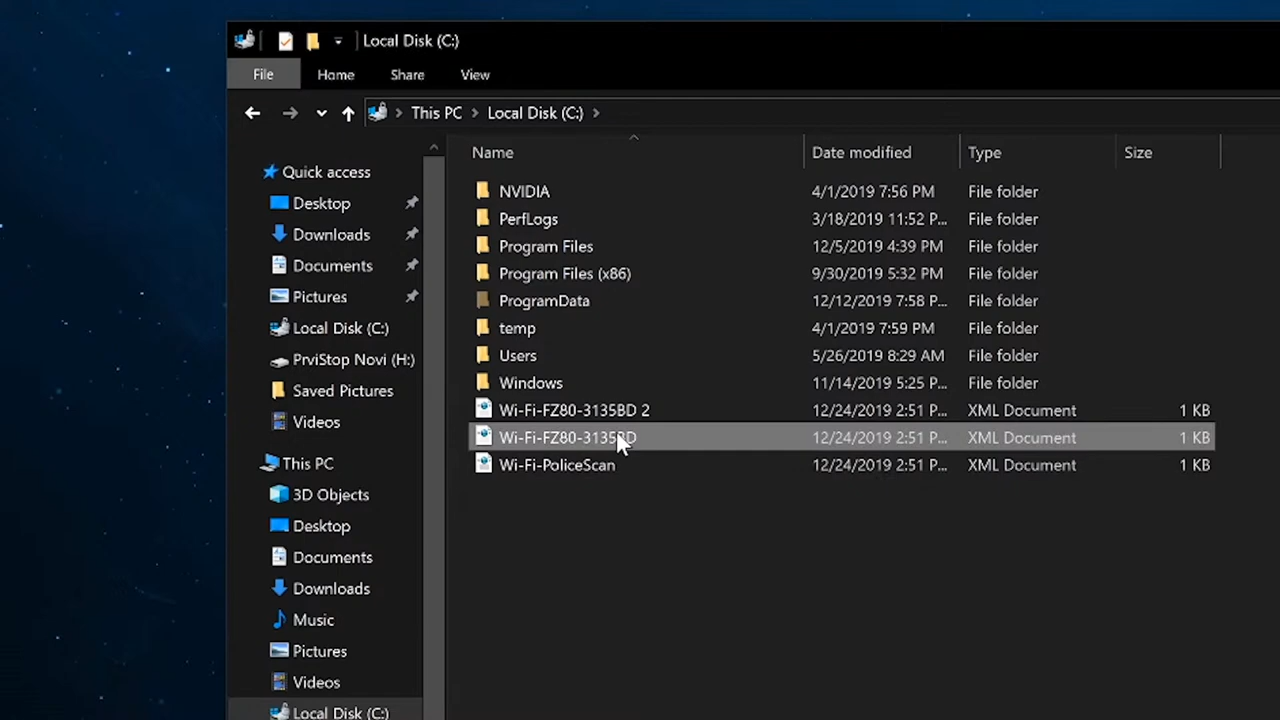 Local Disk (C:)
File Home Share View
This PC Local Disk (C:)
Name Date modified Type Size
Quick access
Desktop
Downloads
Documents
Pictures
Local Disk (C:)
PrviStop Novi (H:)
Saved Pictures
Videos
This PC
3D Objects
Desktop
Documents
Downloads
Music
Pictures
Videos
Local Disk (C:)
NVIDIA 4/1/2019 7:56 PM File folder
PerfLogs 3/18/2019 11:52 P... File folder
Program Files 12/5/2019 4:39 PM File folder
Program Files (x86) 9/30/2019 5:32 PM File folder
ProgramData 12/12/2019 7:58 P... File folder
temp 4/1/2019 7:59 PM File folder
Users 5/26/2019 8:29 AM File folder
Windows 11/14/2019 5:25 P... File folder
Wi-Fi-FZ80-3135BD 2 12/24/2019 2:51 P... XML Document 1 KB
Wi-Fi-FZ80-3135BD 12/24/2019 2:51 P... XML Document 1 KB
Wi-Fi-PoliceScan 12/24/2019 2:51 P... XML Document 1 KB